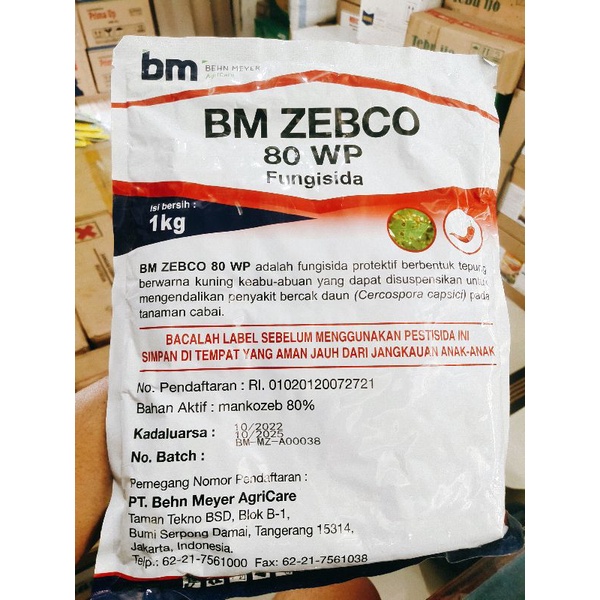 Tebu Ijo
bm BEHN MEYER
AgriCare
BM ZEBCO
80 WP
Fungisida
Isi bersih :
1kg
BM ZEBCO 80 WP adalah fungisida protektif berbentuk tepung
berwarna kuning keabu-abuan yang dapat disuspensikan untuk
mengendalikan penyakit bercak daun (Cercospora capsici) pada
tanaman cabai.
BACALAH LABEL SEBELUM MENGGUNAKAN PESTISIDA INI
SIMPAN DI TEMPAT YANG AMAN JAUH DARI JANGKAUAN ANAK-ANAK
No. Pendaftaran : RI. 01020120072721
Bahan Aktif : mankozeb 80%
Kadaluarsa : 10/2022
10/2025
BM-MZ-A00038
No. Batch :
Pemegang Nomor Pendaftaran :
PT. Behn Meyer AgriCare
Taman Tekno BSD, Blok B-1,
Bumi Serpong Damai, Tangerang 15314,
Jakarta, Indonesia.
Telp.: 62-21-7561000 Fax: 62-21-7561038